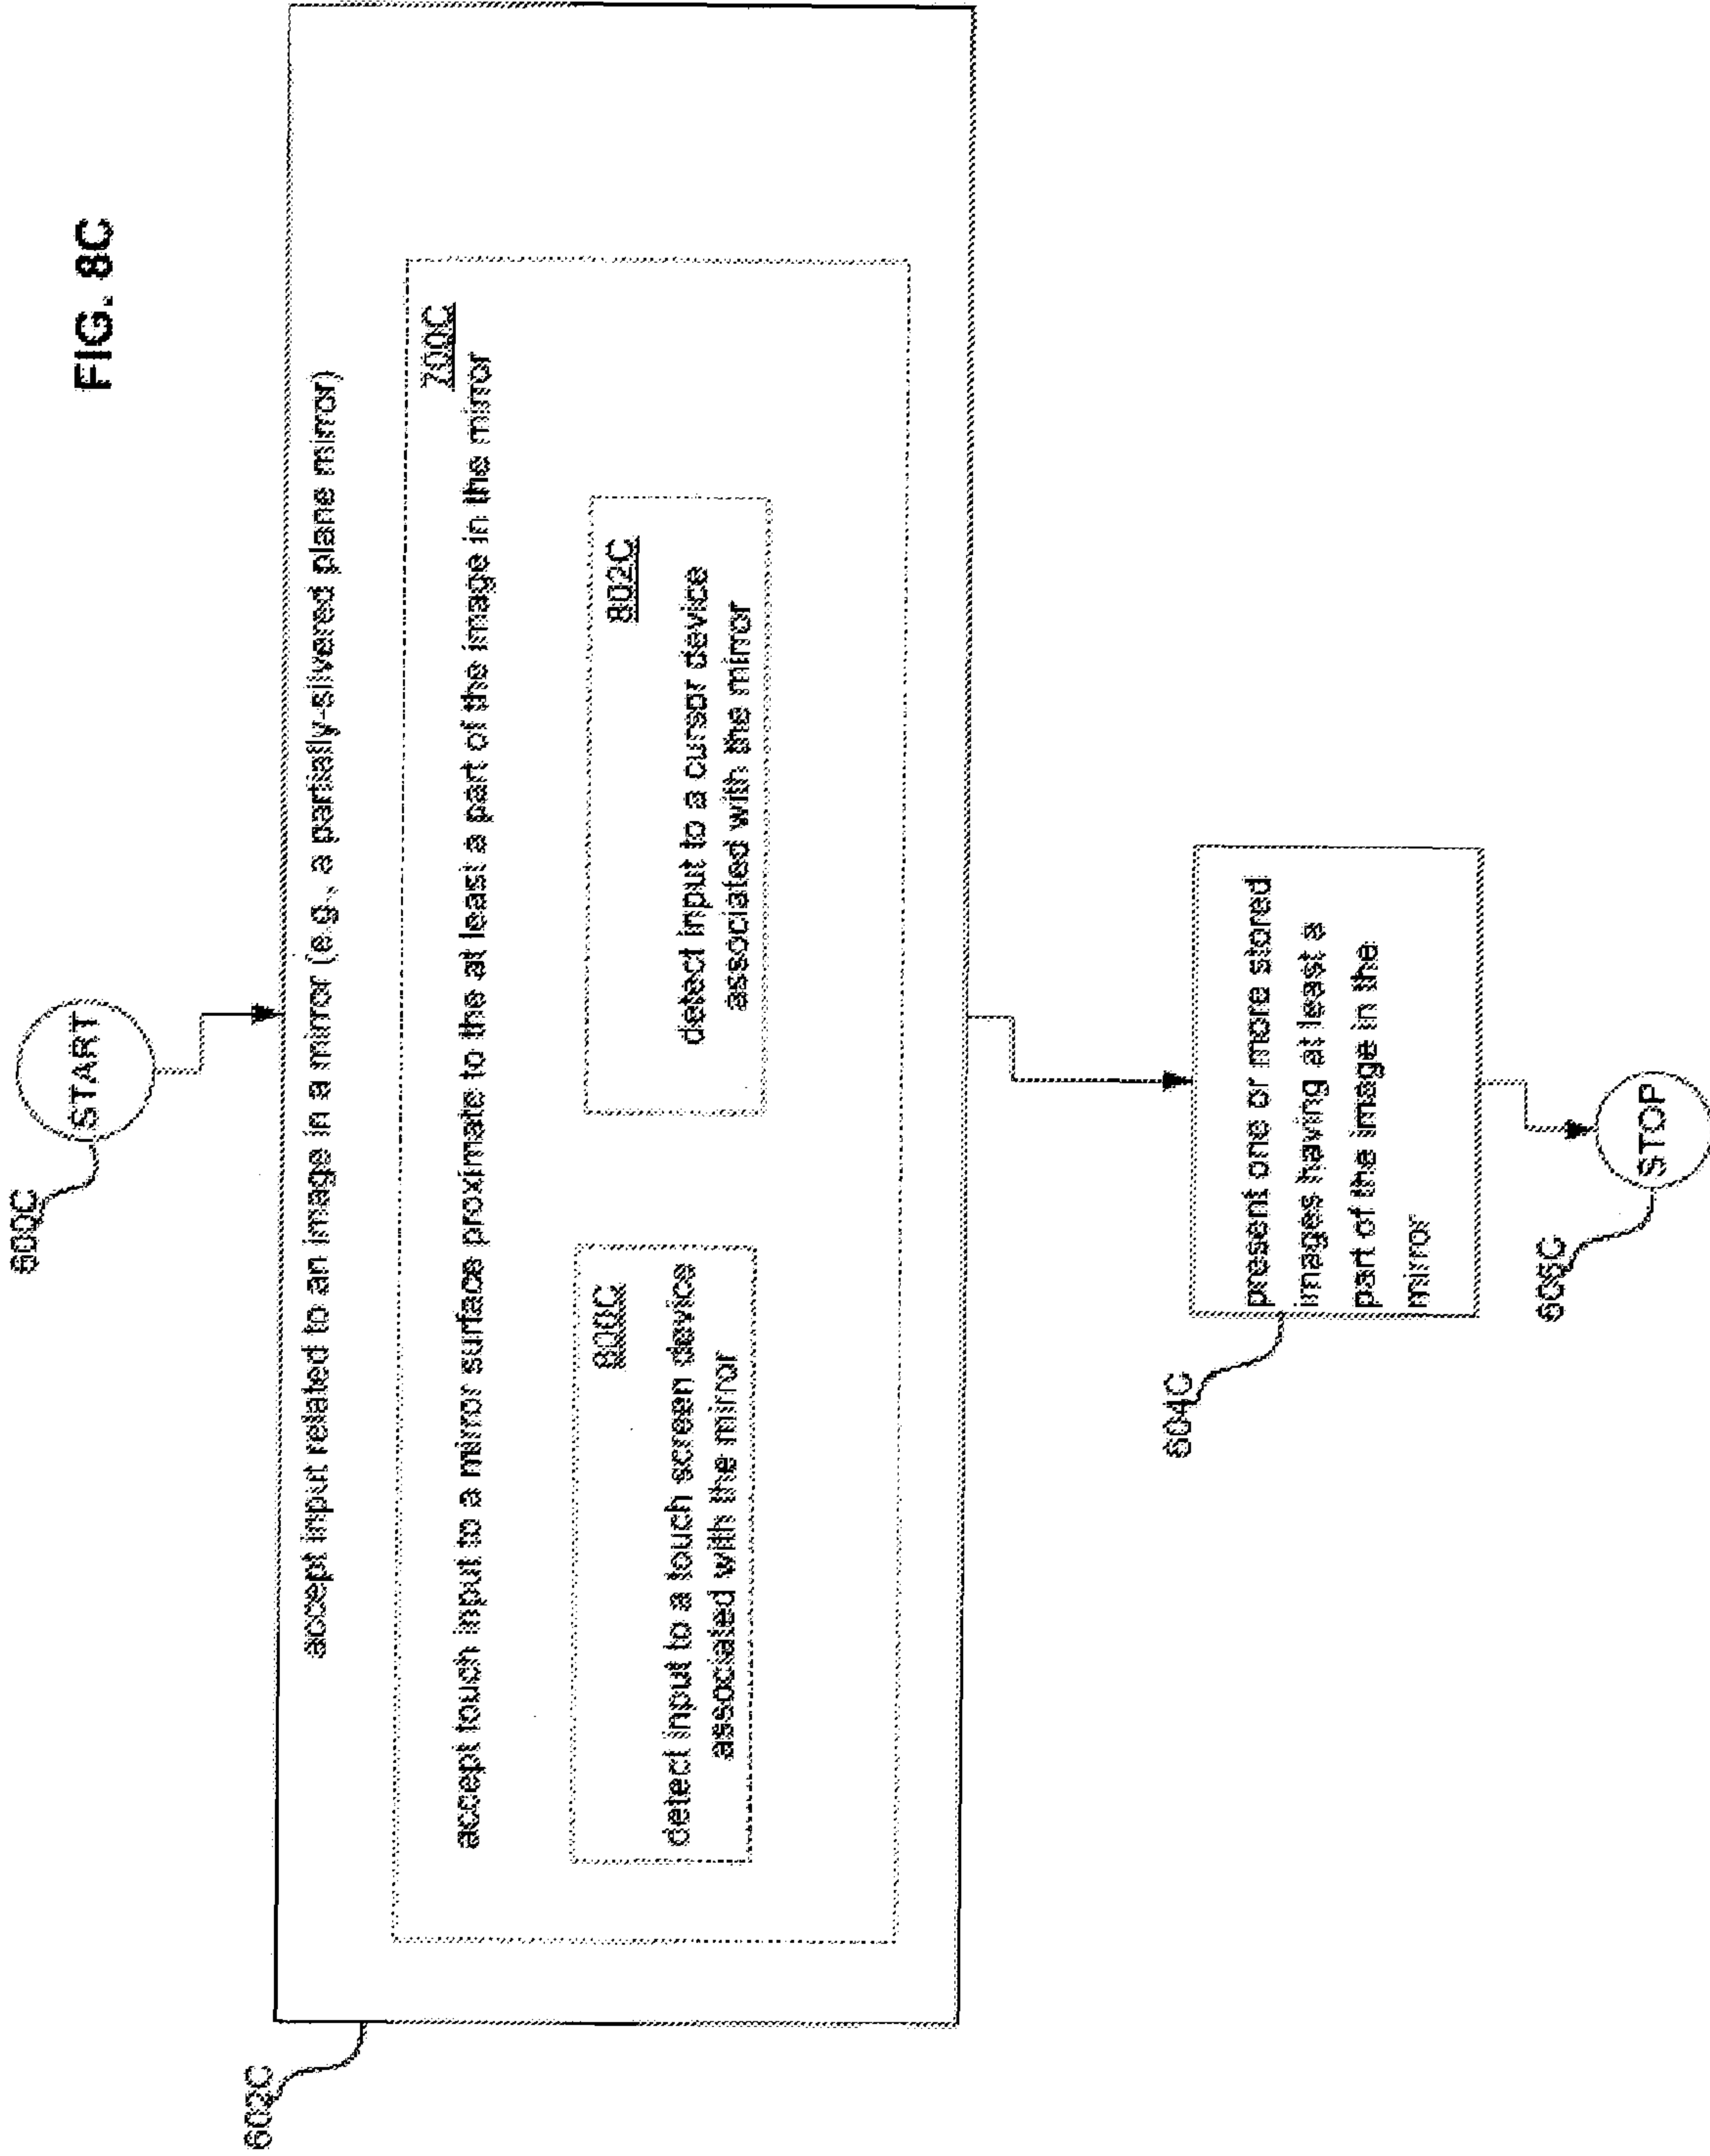 FIG. 8C
600C
START
602C
accept input related to an image in a mirror (e.g., a partially-silvered plane mirror)
700C
accept touch input to a mirror surface proximate to the at least a part of the image in the mirror
800C
detect input to a touch screen device
associated with the mirror
802C
detect input to a cursor device
associated with the mirror
604C
present one or more stored
images having at least a
part of the image in the
mirror
606C
STOP